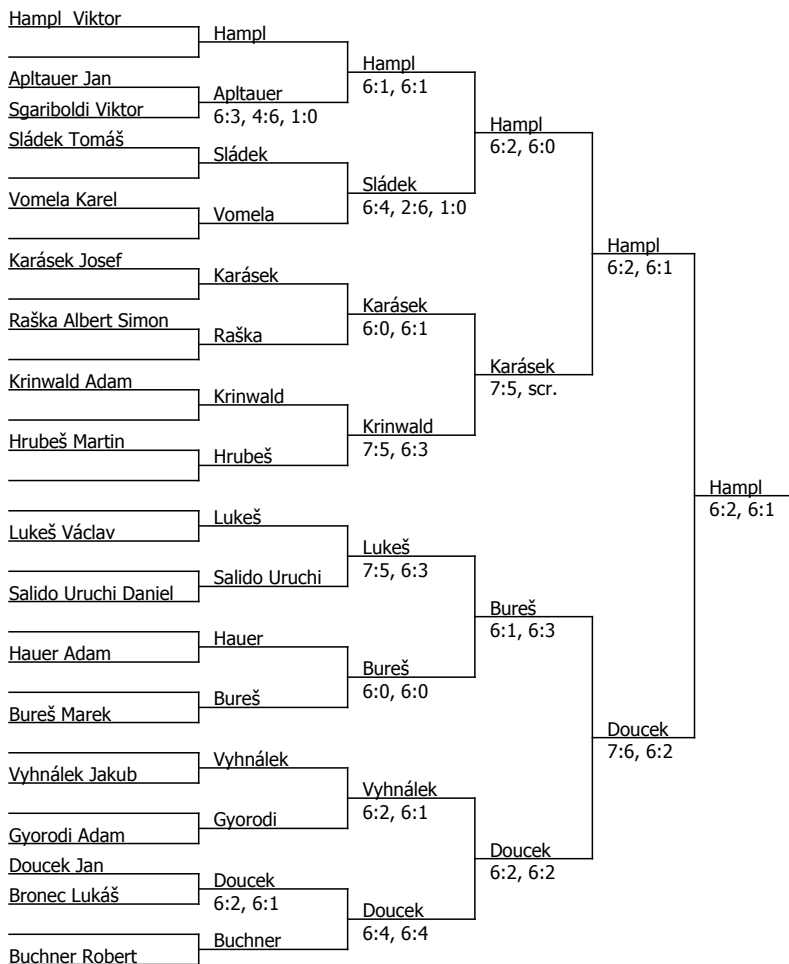 Hampl  Viktor
Apltauer Jan
Sgariboldi Viktor
Sládek Tomáš
Vomela Karel
Karásek Josef
Raška Albert Simon
Krinwald Adam
Hrubeš Martin
Lukeš Václav
Salido Uruchi Daniel
Hauer Adam
Bureš Marek
Vyhnálek Jakub
Gyorodi Adam
Doucek Jan
Bronec Lukáš
Buchner Robert
Hampl
Apltauer
6:3, 4:6, 1:0
Sládek
Vomela
Karásek
Raška
Krinwald
Hrubeš
Lukeš
Salido Uruchi
Hauer
Bureš
Vyhnálek
Gyorodi
Doucek
6:2, 6:1
Buchner
Hampl
6:1, 6:1
Sládek
6:4, 2:6, 1:0
Karásek
6:0, 6:1
Krinwald
7:5, 6:3
Lukeš
7:5, 6:3
Bureš
6:0, 6:0
Vyhnálek
6:2, 6:1
Doucek
6:4, 6:4
Hampl
6:2, 6:0
Karásek
7:5, scr.
Bureš
6:1, 6:3
Doucek
6:2, 6:2
Hampl
6:2, 6:1
Doucek
7:6, 6:2
Hampl
6:2, 6:1